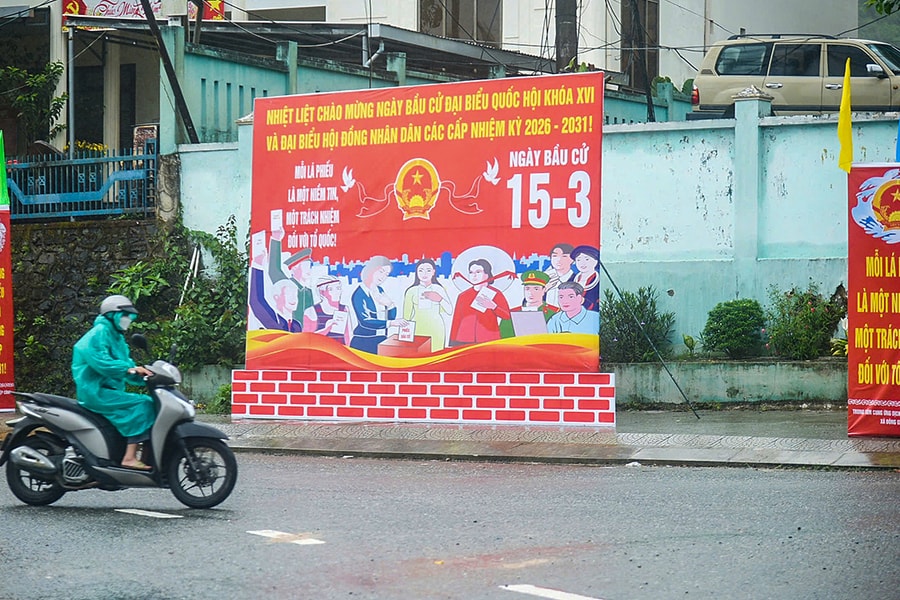 NHIỆT LIỆT CHÀO MỪNG NGÀY BẦU CỬ ĐẠI BIỂU QUỐC HỘI KHÓA XVI
VÀ ĐẠI BIỂU HỘI ĐỒNG NHÂN DÂN CÁC CẤP NHIỆM KỲ 2026 - 2031!
MỖI LÁ PHIẾU
LÀ MỘT NIỀM TIN,
MỘT TRÁCH NHIỆM
ĐỐI VỚI TỔ QUỐC!
NGÀY BẦU CỬ
15-3
MỖI LÁ PH
LÀ MỘT NI
MỘT TRÁCH
ĐỐI VỚI T